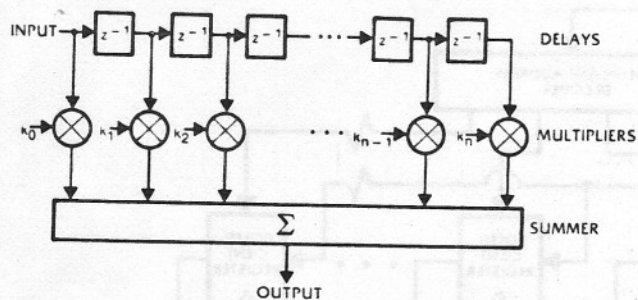 INPUT z⁻¹ z⁻¹ z⁻¹ ... z⁻¹ z⁻¹ DELAYS
k₀ k₁ k₂ ... kₙ₋₁ kₙ MULTIPLIERS
Σ SUMMER
OUTPUT